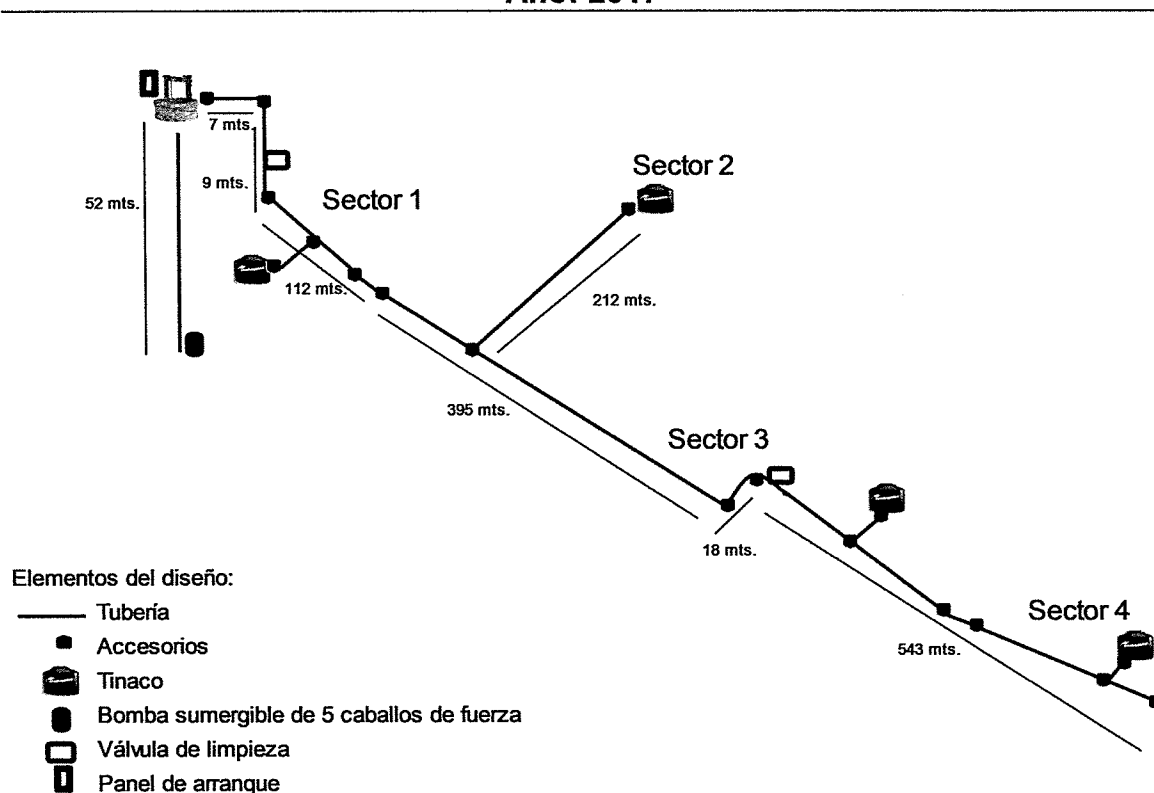 7 mts.
9 mts.
52 mts.
Sector 1
Sector 2
112 mts.
212 mts.
395 mts.
Sector 3
18 mts.
Sector 4
543 mts.
Elementos del diseño:
Tubería
Accesorios
Tinaco
Bomba sumergible de 5 caballos de fuerza
Válvula de limpieza
Panel de arranque